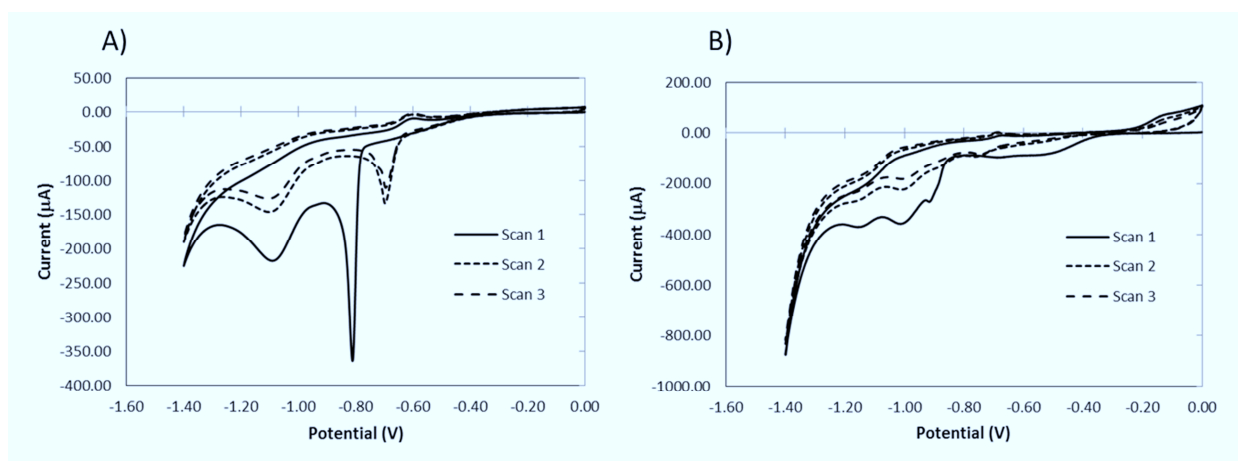 A)
50.00
0.00
-50.00
-100.00
-150.00
-200.00
-250.00
-300.00
-350.00
-400.00
Current (µA)
Scan 1
Scan 2
Scan 3
-1.60 -1.40 -1.20 -1.00 -0.80 -0.60 -0.40 -0.20 0.00
Potential (V)
B)
200.00
0.00
-200.00
-400.00
-600.00
-800.00
-1000.00
Current (µA)
Scan 1
Scan 2
Scan 3
-1.60 -1.40 -1.20 -1.00 -0.80 -0.60 -0.40 -0.20 0.00
Potential (V)